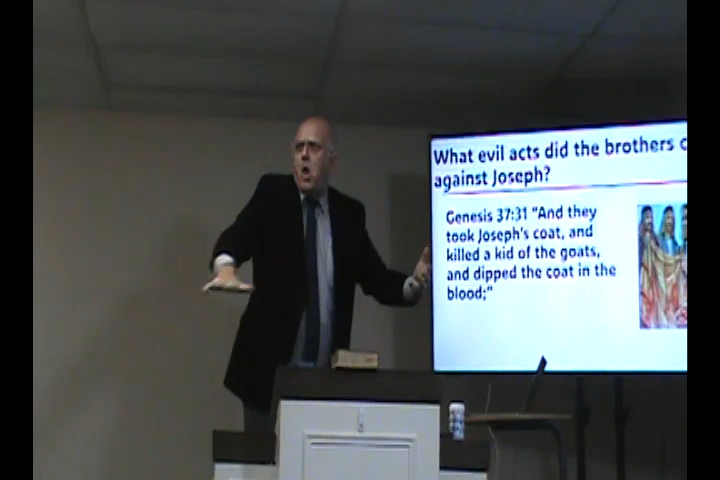 What evil acts did the brothers c
against Joseph?
Genesis 37:31 "And they
took Joseph's coat, and
killed a kid of the goats,
and dipped the coat in the
blood;"